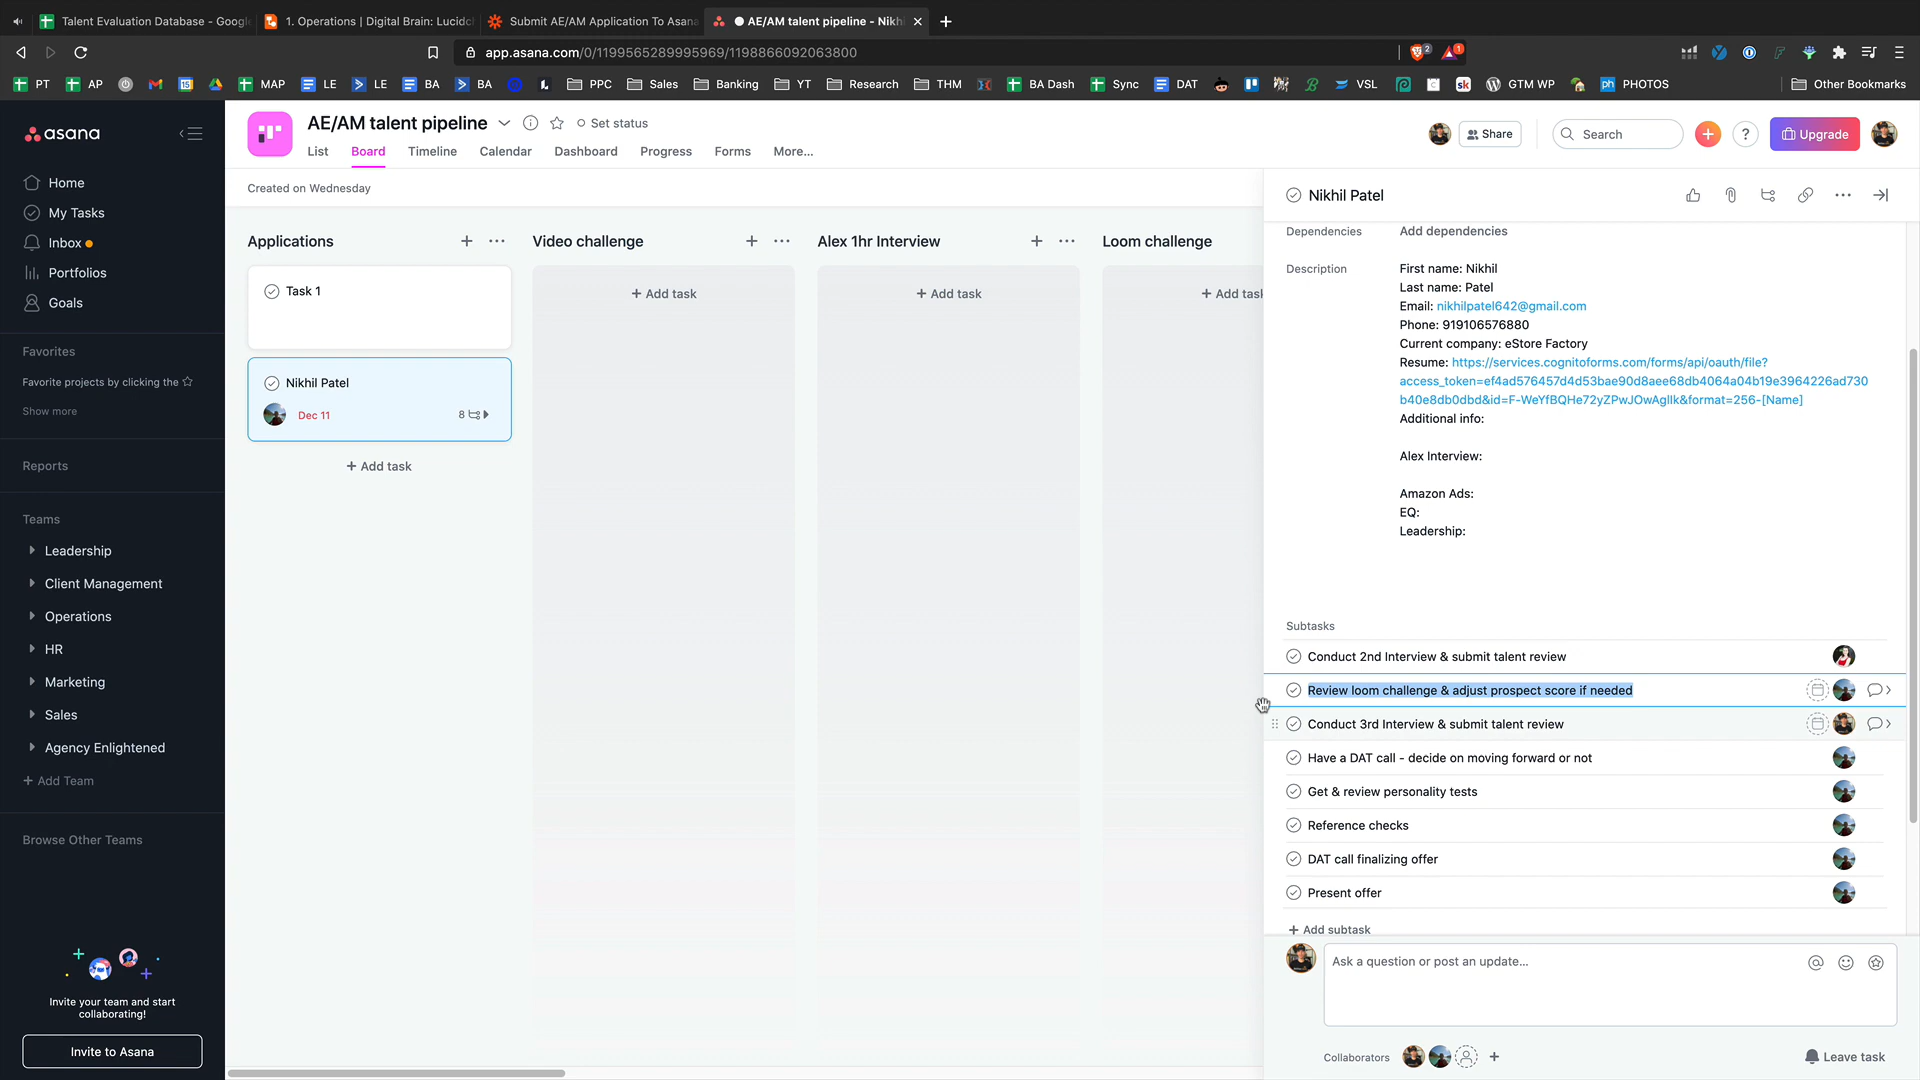 Talent Evaluation Database - Google
1. Operations | Digital Brain: Lucidc
Submit AE/AM Application To Asana
AE/AM talent pipeline - Nikhi
app.asana.com/0/1199565289995969/1198866092063800
2
1
PT
AP
MAP
LE
LE
BA
BA
PPC
Sales
Banking
YT
Research
THM
BA Dash
Sync
DAT
VSL
sk
GTM WP
ph PHOTOS
Other Bookmarks
asana
AE/AM talent pipeline
Set status
Share
Search
?
Upgrade
List
Board
Timeline
Calendar
Dashboard
Progress
Forms
More...
Home
My Tasks
Inbox
Portfolios
Goals
Favorites
Favorite projects by clicking the
Show more
Reports
Teams
Leadership
Client Management
Operations
HR
Marketing
Sales
Agency Enlightened
+ Add Team
Browse Other Teams
Invite your team and start
collaborating!
Invite to Asana
Created on Wednesday
Applications
Task 1
Nikhil Patel
Dec 11
8
+ Add task
Video challenge
+ Add task
Alex 1hr Interview
+ Add task
Loom challenge
+ Add task
Nikhil Patel
Dependencies
Add dependencies
Description
First name: Nikhil
Last name: Patel
Email: nikhilpatel642@gmail.com
Phone: 919106576880
Current company: eStore Factory
Resume: https://services.cognitoforms.com/forms/api/oauth/file?
access_token=ef4ad576457d4d53bae90d8aee68db4064a04b19e3964226ad730
b40e8db0dbd&id=F-WeYfBQHe72yZPwJOwAgllk&format=256-[Name]
Additional info:
Alex Interview:
Amazon Ads:
EQ:
Leadership:
Subtasks
Conduct 2nd Interview & submit talent review
Review loom challenge & adjust prospect score if needed
Conduct 3rd Interview & submit talent review
Have a DAT call - decide on moving forward or not
Get & review personality tests
Reference checks
DAT call finalizing offer
Present offer
+ Add subtask
Ask a question or post an update...
Collaborators
Leave task